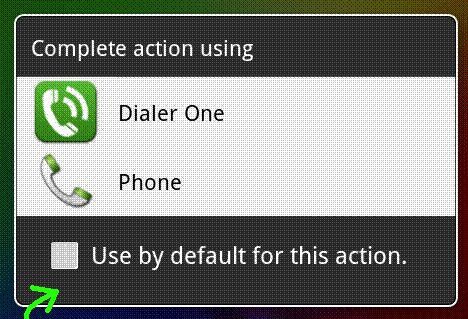 Complete action using
Dialer One
Phone
Use by default for this action.